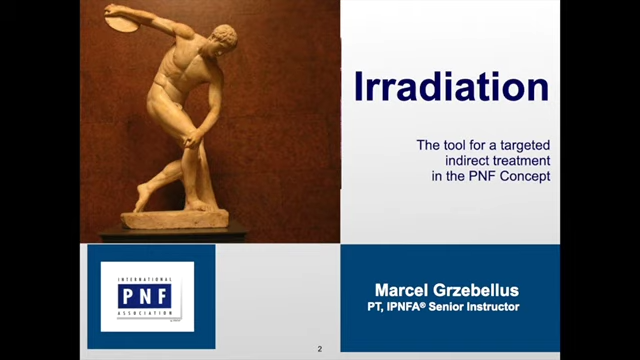 Irradiation
The tool for a targeted
indirect treatment
in the PNF Concept
INTERNATIONAL
PNF
ASSOCIATION
Marcel Grzebellus
PT, IPNFA® Senior Instructor
2